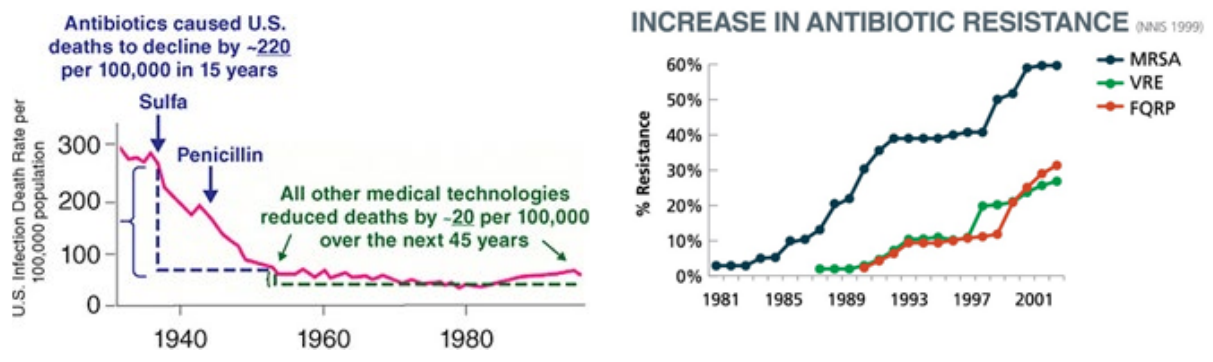 Antibiotics caused U.S.
deaths to decline by ~220
per 100,000 in 15 years
Sulfa
Penicillin
All other medical technologies
reduced deaths by ~20 per 100,000
over the next 45 years
U.S. Infection Death Rate per
100,000 population
300
200
100
0
1940
1960
1980
INCREASE IN ANTIBIOTIC RESISTANCE (NNIS 1999)
MRSA
VRE
FQRP
% Resistance
60%
50%
40%
30%
20%
10%
0%
1981
1985
1989
1993
1997
2001